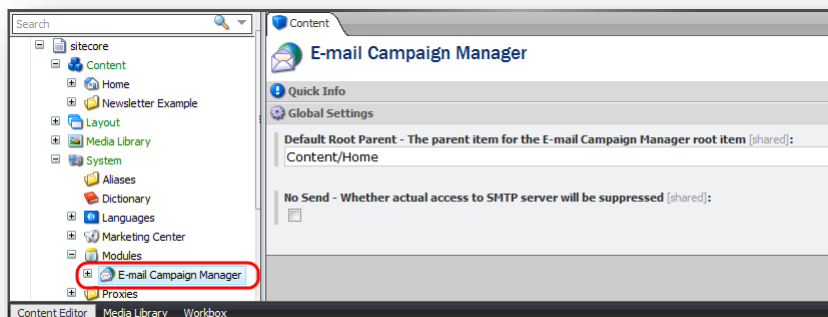 Search
sitecore
Content
Home
Newsletter Example
Layout
Media Library
System
Aliases
Dictionary
Languages
Marketing Center
Modules
E-mail Campaign Manager
Proxies
Content Editor Media Library Workbox
Content
E-mail Campaign Manager
Quick Info
Global Settings
Default Root Parent - The parent item for the E-mail Campaign Manager root item [shared]:
Content/Home
No Send - Whether actual access to SMTP server will be suppressed [shared]: